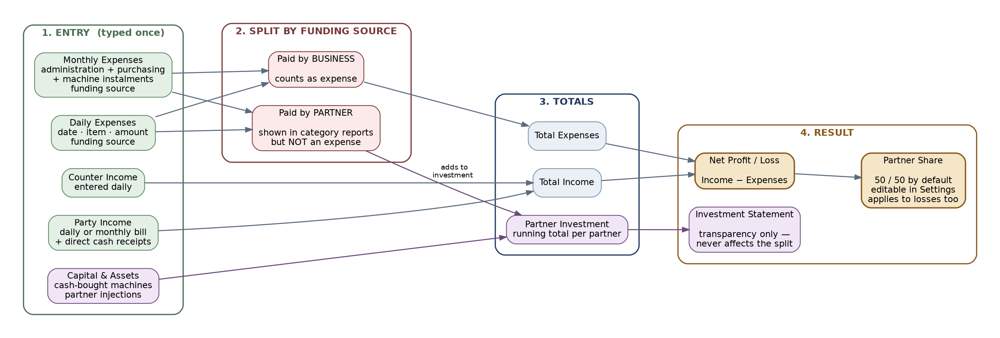 1. ENTRY  (typed once)
Monthly Expenses
administration + purchasing
+ machine instalments
funding source
Daily Expenses
date · item · amount
funding source
Counter Income
entered daily
Party Income
daily or monthly bill
+ direct cash receipts
Capital & Assets
cash-bought machines
partner injections
2. SPLIT BY FUNDING SOURCE
Paid by BUSINESS
counts as expense
Paid by PARTNER
shown in category reports
but NOT an expense
adds to
investment
3. TOTALS
Total Expenses
Total Income
Partner Investment
running total per partner
4. RESULT
Net Profit / Loss
Income − Expenses
Investment Statement
transparency only —
never affects the split
Partner Share
50 / 50 by default
editable in Settings
applies to losses too